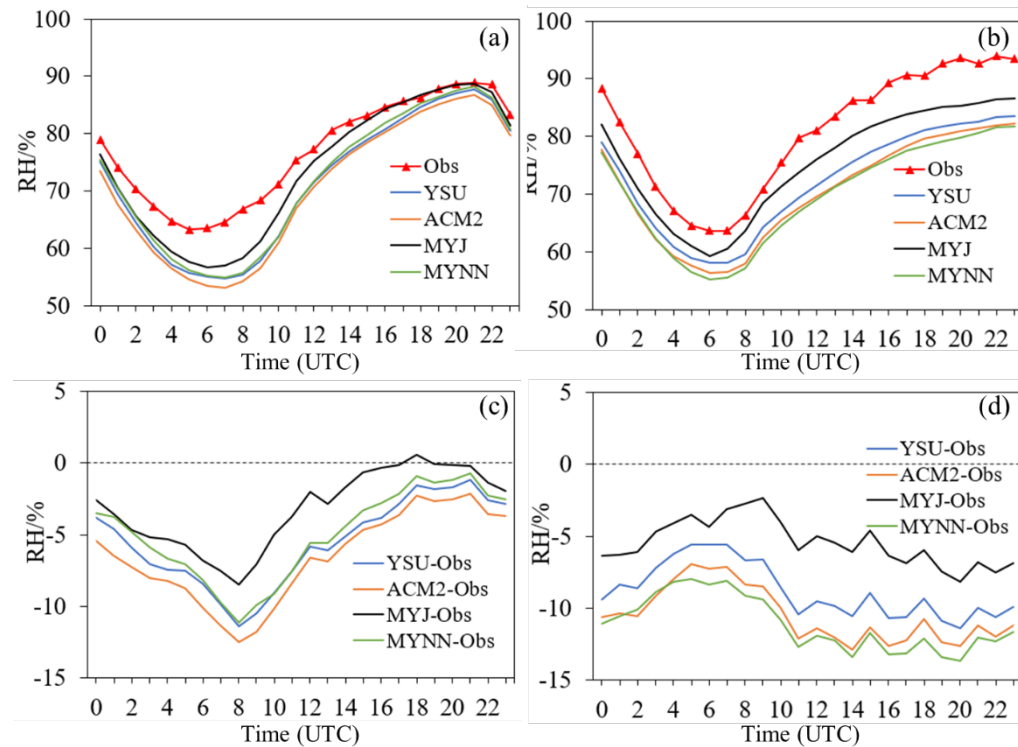 (a)
100
90
80
70
60
50
RH/%
Obs
YSU
ACM2
MYJ
MYNN
0 2 4 6 8 10 12 14 16 18 20 22
Time (UTC)
(b)
100
90
80
70
60
50
RH/%
Obs
YSU
ACM2
MYJ
MYNN
0 2 4 6 8 10 12 14 16 18 20 22
Time (UTC)
(c)
5
0
-5
-10
-15
RH/%
YSU-Obs
ACM2-Obs
MYJ-Obs
MYNN-Obs
0 2 4 6 8 10 12 14 16 18 20 22
Time (UTC)
(d)
5
0
-5
-10
-15
RH/%
YSU-Obs
ACM2-Obs
MYJ-Obs
MYNN-Obs
0 2 4 6 8 10 12 14 16 18 20 22
Time (UTC)